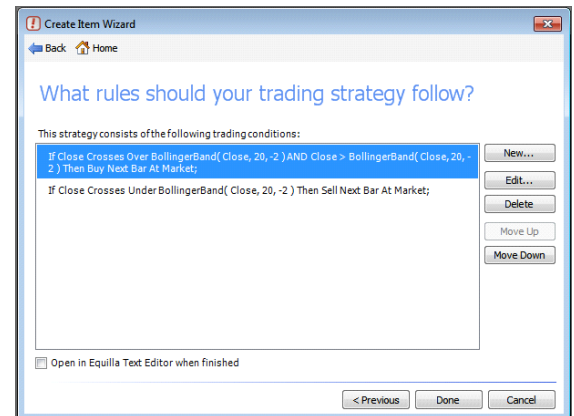 Create Item Wizard
Back Home
What rules should your trading strategy follow?
This strategy consists of the following trading conditions:
If Close Crosses Over BollingerBand( Close, 20, -2 ) AND Close > BollingerBand( Close, 20, -
2 ) Then Buy Next Bar At Market;
If Close Crosses Under BollingerBand( Close, 20, -2 ) Then Sell Next Bar At Market;
New...
Edit...
Delete
Move Up
Move Down
Open in Equilla Text Editor when finished
< Previous Done Cancel